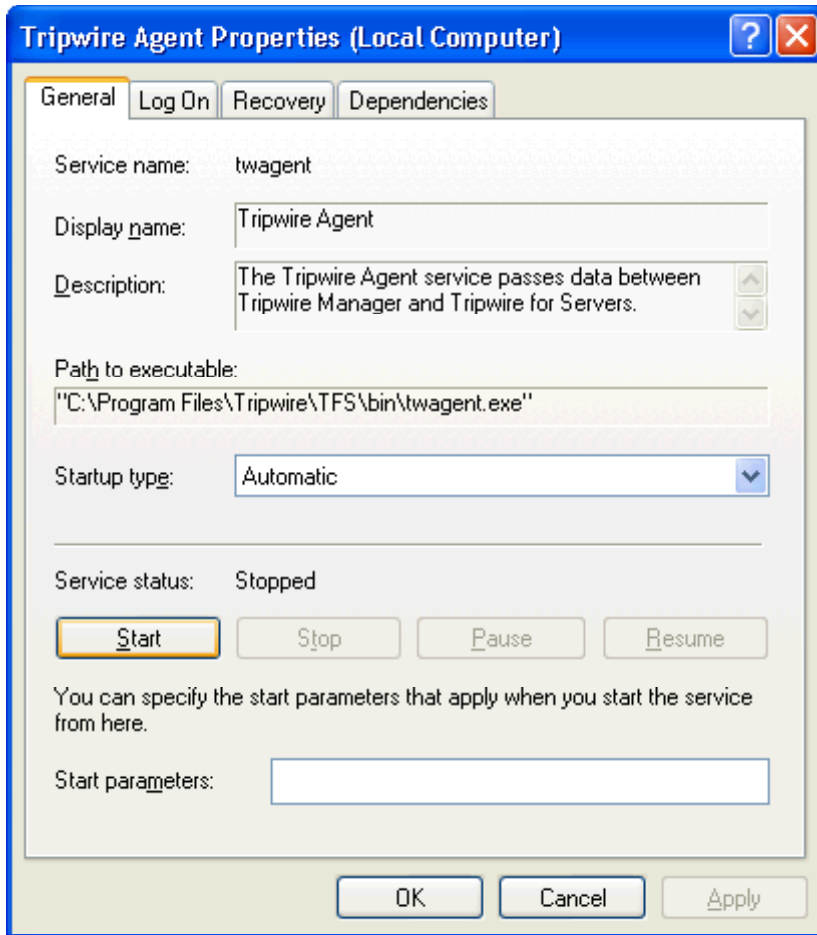 Tripwire Agent Properties (Local Computer)
General Log On Recovery Dependencies
Service name: twagent
Display name: Tripwire Agent
Description: The Tripwire Agent service passes data between
Tripwire Manager and Tripwire for Servers.
Path to executable:
"C:\Program Files\Tripwire\TFS\bin\twagent.exe"
Startup type: Automatic
Service status: Stopped
Start Stop Pause Resume
You can specify the start parameters that apply when you start the service
from here.
Start parameters:
OK Cancel Apply